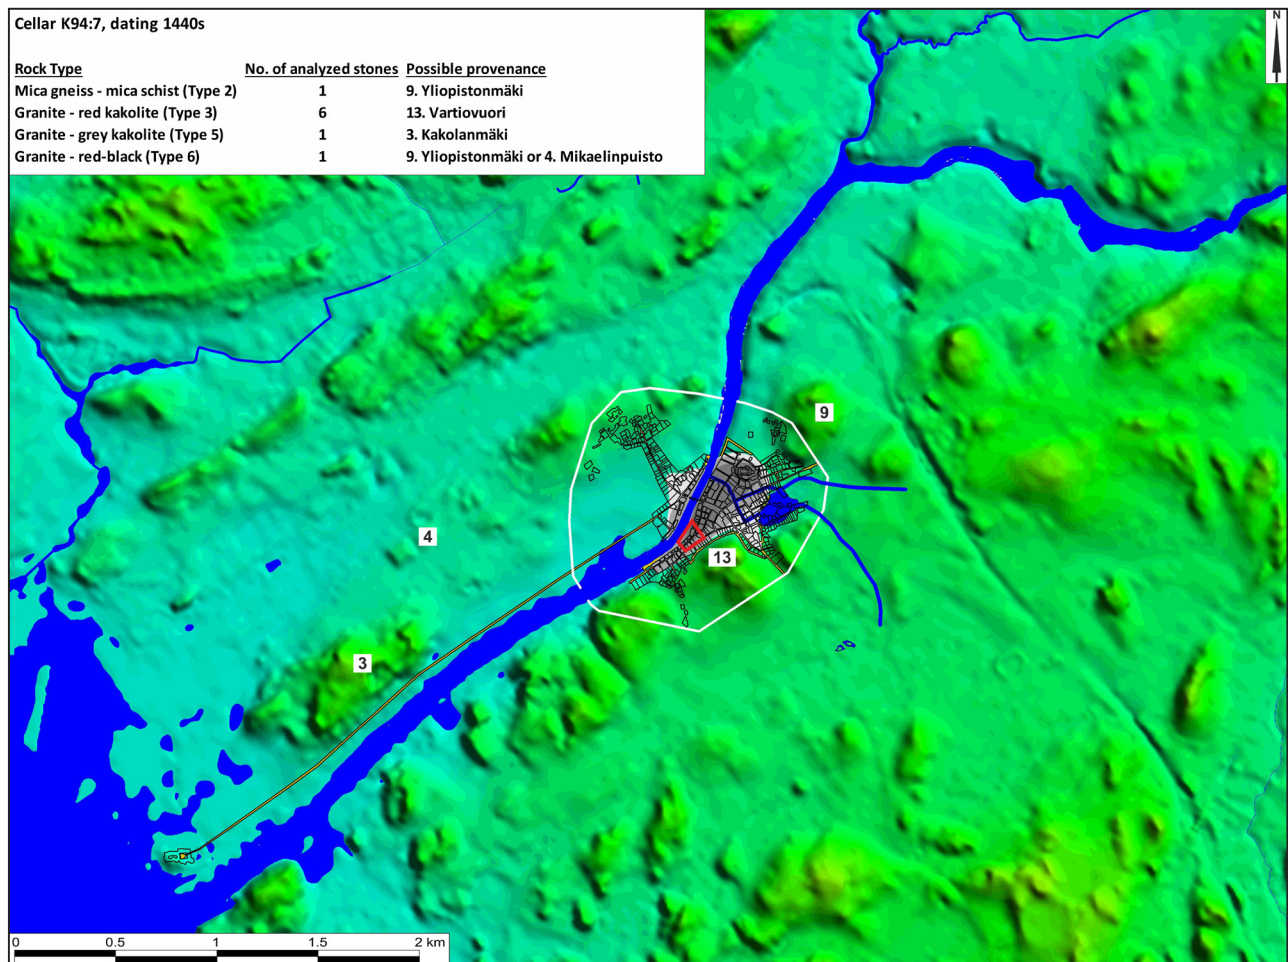 Cellar K94:7, dating 1440s
Rock Type No. of analyzed stones Possible provenance
Mica gneiss - mica schist (Type 2) 1 9. Yliopistonmäki
Granite - red kakolite (Type 3) 6 13. Vartiovuori
Granite - grey kakolite (Type 5) 1 3. Kakolanmäki
Granite - red-black (Type 6) 1 9. Yliopistonmäki or 4. Mikaelinpuisto
N
9
4
13
3
0 0.5 1 1.5 2 km